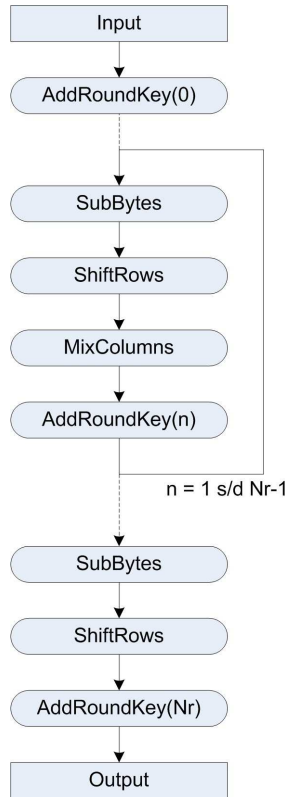 Input
AddRoundKey(0)
SubBytes
ShiftRows
MixColumns
AddRoundKey(n)
n = 1 s/d Nr-1
SubBytes
ShiftRows
AddRoundKey(Nr)
Output